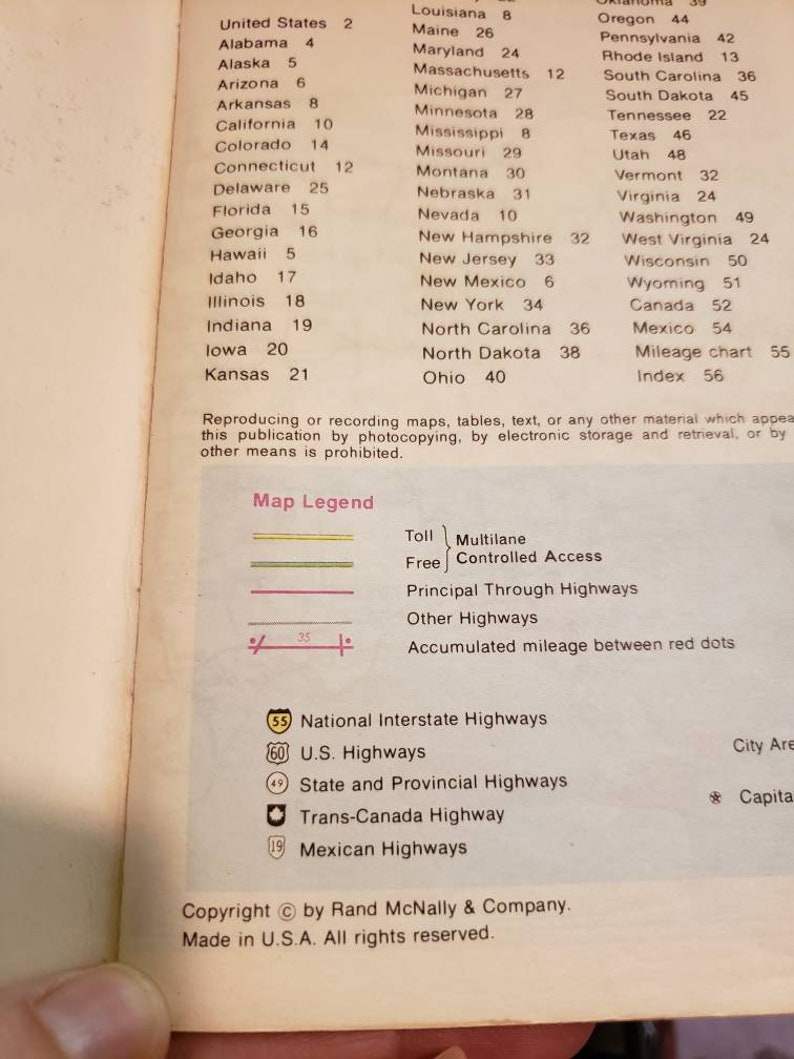 United States 2
Alabama 4
Alaska 5
Arizona 6
Arkansas 8
California 10
Colorado 14
Connecticut 12
Delaware 25
Florida 15
Georgia 16
Hawaii 5
Idaho 17
Illinois 18
Indiana 19
Iowa 20
Kansas 21
Louisiana 8
Maine 26
Maryland 24
Massachusetts 12
Michigan 27
Minnesota 28
Mississippi 8
Missouri 29
Montana 30
Nebraska 31
Nevada 10
New Hampshire 32
New Jersey 33
New Mexico 6
New York 34
North Carolina 36
North Dakota 38
Ohio 40
Oklahoma 39
Oregon 44
Pennsylvania 42
Rhode Island 13
South Carolina 36
South Dakota 45
Tennessee 22
Texas 46
Utah 48
Vermont 32
Virginia 24
Washington 49
West Virginia 24
Wisconsin 50
Wyoming 51
Canada 52
Mexico 54
Mileage chart 55
Index 56
Reproducing or recording maps, tables, text, or any other material which appea
this publication by photocopying, by electronic storage and retrieval, or by
other means is prohibited.
Map Legend
Toll
Free
Multilane
Controlled Access
Principal Through Highways
Other Highways
35 Accumulated mileage between red dots
55 National Interstate Highways
60 U.S. Highways
49 State and Provincial Highways
Trans-Canada Highway
19 Mexican Highways
City Are
Capita
Copyright © by Rand McNally & Company.
Made in U.S.A. All rights reserved.